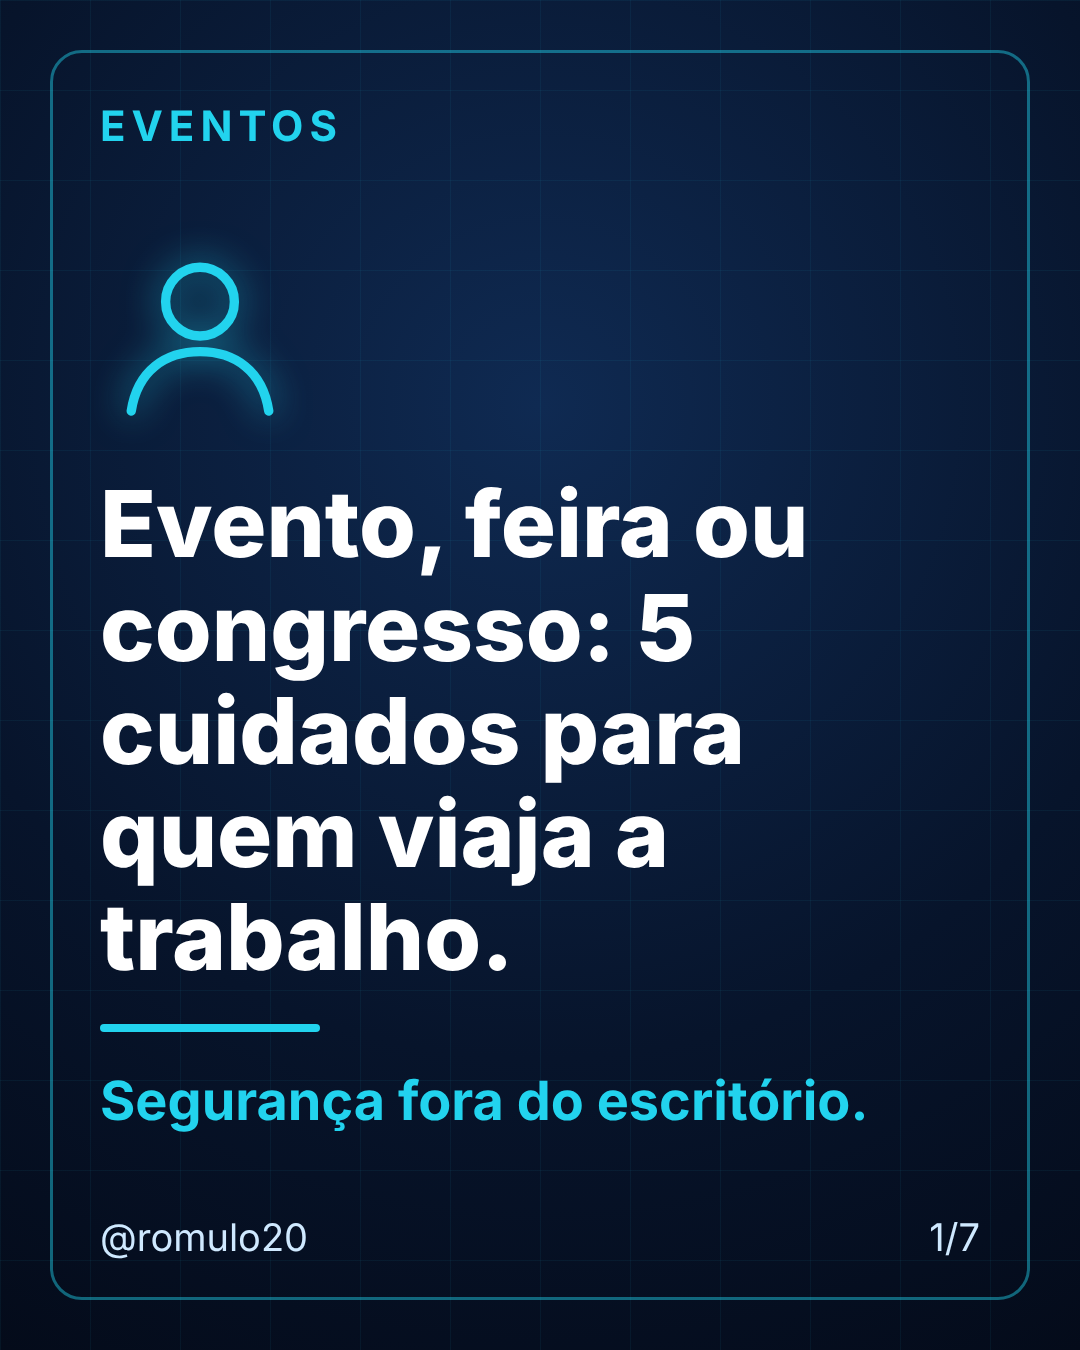 EVENTOS
Evento, feira ou
congresso: 5
cuidados para
quem viaja a
trabalho.
Segurança fora do escritório.
@romulo20
1/7